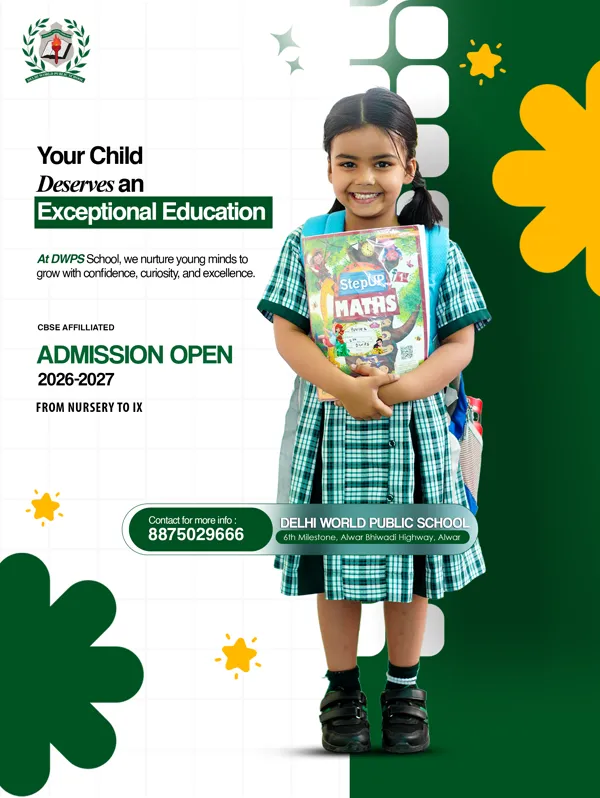 Your Child
Deserves an
Exceptional Education
At DWPS School, we nurture young minds to
grow with confidence, curiosity, and excellence.
CBSE AFFILLIATED
ADMISSION OPEN
2026-2027
FROM NURSERY TO IX
StepUP
MATHS
Contact for more info :
8875029666
DELHI WORLD PUBLIC SCHOOL
6th Milestone, Alwar Bhiwadi Highway, Alwar